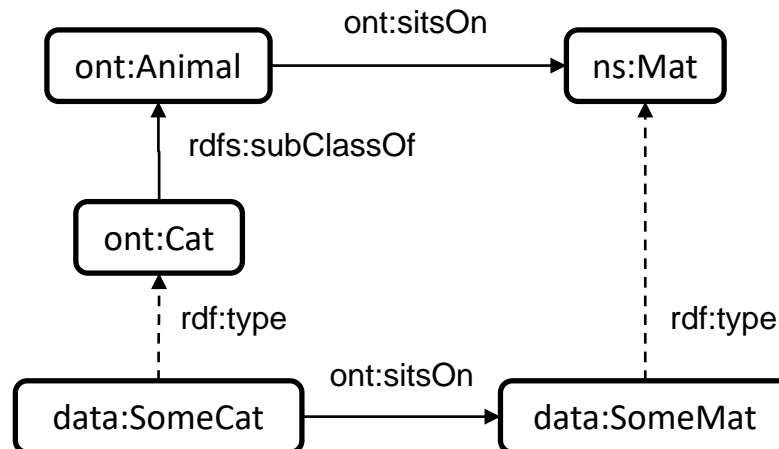 ont:sitsOn
ont:Animal
ns:Mat
rdfs:subClassOf
ont:Cat
rdf:type
rdf:type
ont:sitsOn
data:SomeCat
data:SomeMat